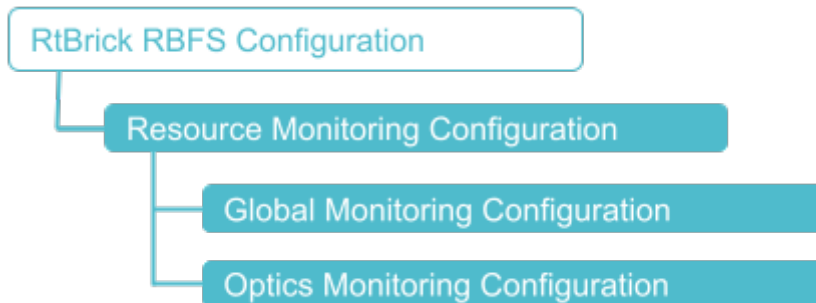 RtBrick RBFS Configuration
Resource Monitoring Configuration
Global Monitoring Configuration
Optics Monitoring Configuration